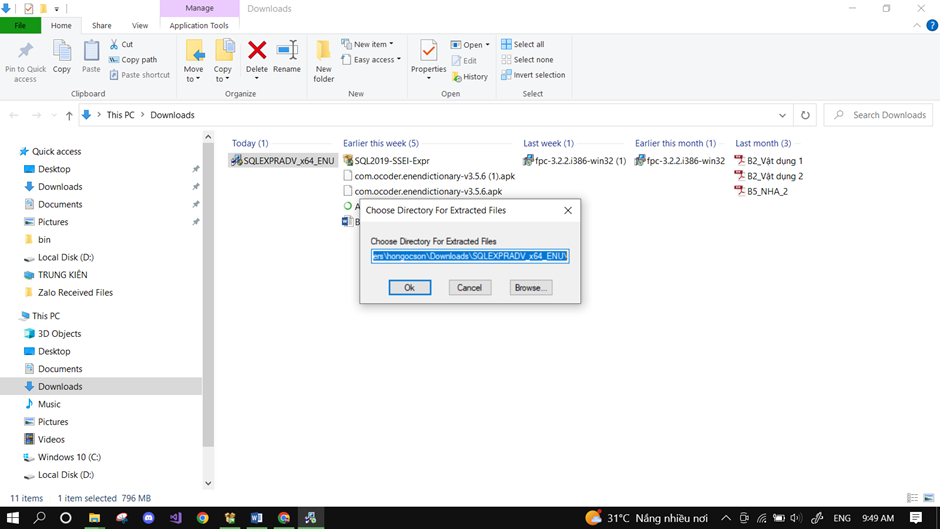 Manage
Downloads
File
Home
Share
View
Application Tools
Pin to Quick access
Copy
Paste
Cut
Copy path
Paste shortcut
Move to
Copy to
Delete
Rename
New folder
New item
Easy access
Properties
Open
Edit
History
Select all
Select none
Invert selection
Clipboard
Organize
New
Open
Select
This PC
Downloads
Search Downloads
Quick access
Desktop
Downloads
Documents
Pictures
bin
Local Disk (D:)
TRUNG KIÊN
Zalo Received Files
This PC
3D Objects
Desktop
Documents
Downloads
Music
Pictures
Videos
Windows 10 (C:)
Local Disk (D:)
Today (1)
SQLEXPRADV_x64_ENU
Earlier this week (5)
SQL2019-SSEI-Expr
com.ocoder.enendictionary-v3.5.6 (1).apk
com.ocoder.enendictionary-v3.5.6.apk
Last week (1)
fpc-3.2.2.i386-win32 (1)
Earlier this month (1)
fpc-3.2.2.i386-win32
Last month (3)
B2_Vật dụng 1
B2_Vật dụng 2
B5_NHA_2
Choose Directory For Extracted Files
Choose Directory For Extracted Files
ers\hongocson\Downloads\SQLEXPRADV_x64_ENU\
Ok
Cancel
Browse...
11 items
1 item selected 796 MB
31°C Nắng nhiều nơi
ENG
9:49 AM